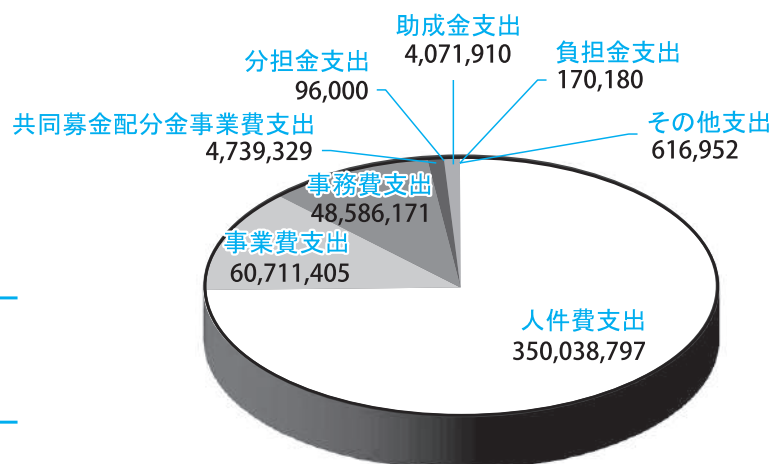 助成金支出
4,071,910
負担金支出
170,180
分担金支出
96,000
共同募金配分金事業費支出
4,739,329
その他支出
616,952
事務費支出
48,586,171
事業費支出
60,711,405
人件費支出
350,038,797